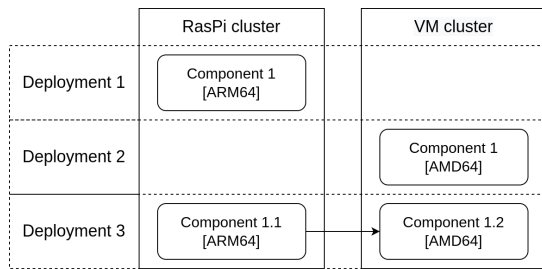 RasPi cluster
VM cluster
Deployment 1
Component 1
[ARM64]
Deployment 2
Component 1
[AMD64]
Deployment 3
Component 1.1
[ARM64]
Component 1.2
[AMD64]